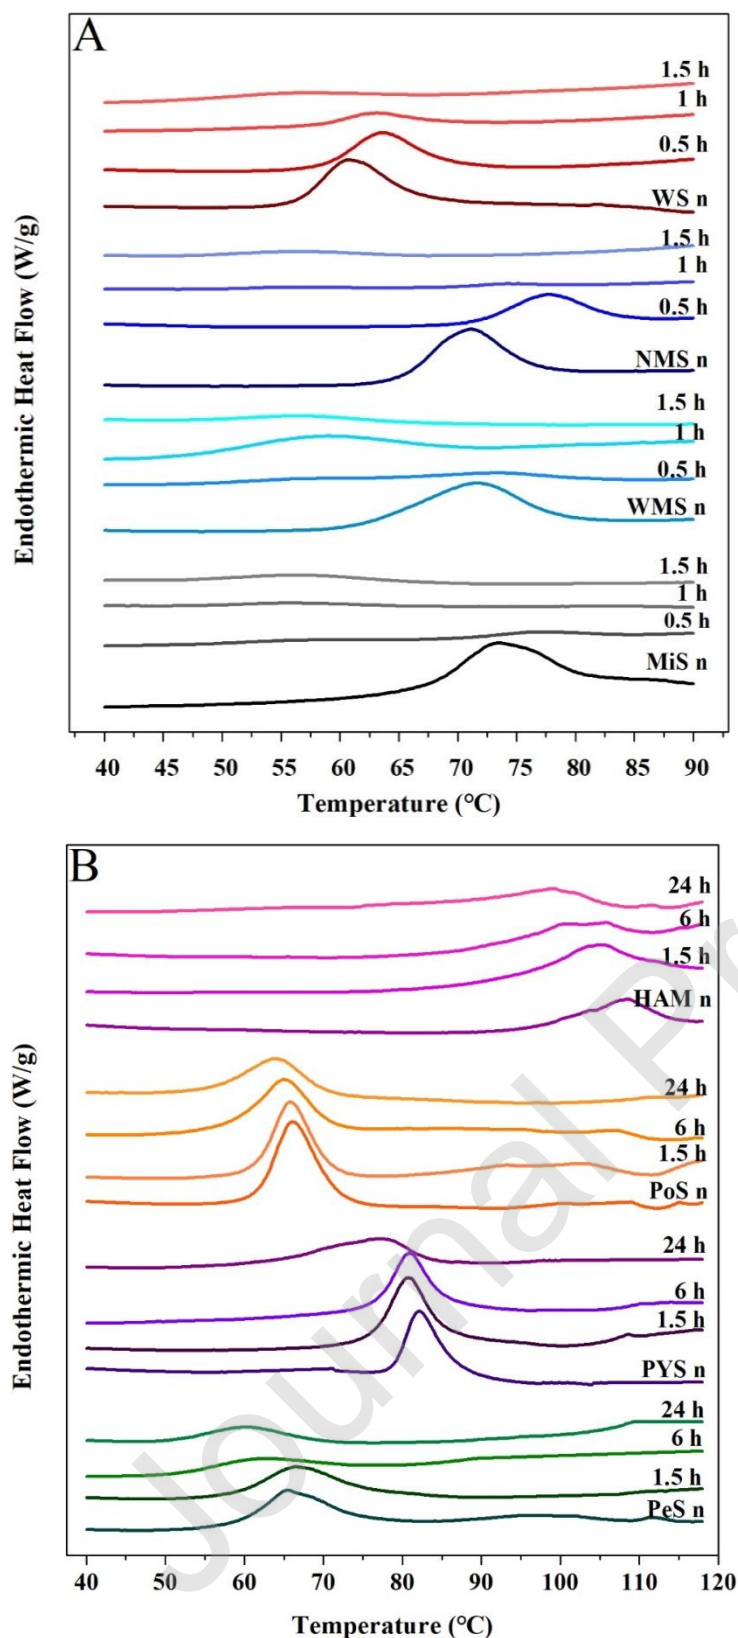 A
1.5 h
1 h
0.5 h
WS n
1.5 h
1 h
0.5 h
NMS n
1.5 h
1 h
0.5 h
WMS n
1.5 h
1 h
0.5 h
MiS n
Endothermic Heat Flow (W/g)
40 45 50 55 60 65 70 75 80 85 90
Temperature (°C)
B
24 h
6 h
1.5 h
HAM n
24 h
6 h
1.5 h
PoS n
24 h
6 h
1.5 h
PYS n
24 h
6 h
1.5 h
PeS n
Endothermic Heat Flow (W/g)
40 50 60 70 80 90 100 110 120
Temperature (°C)
Journal Pr